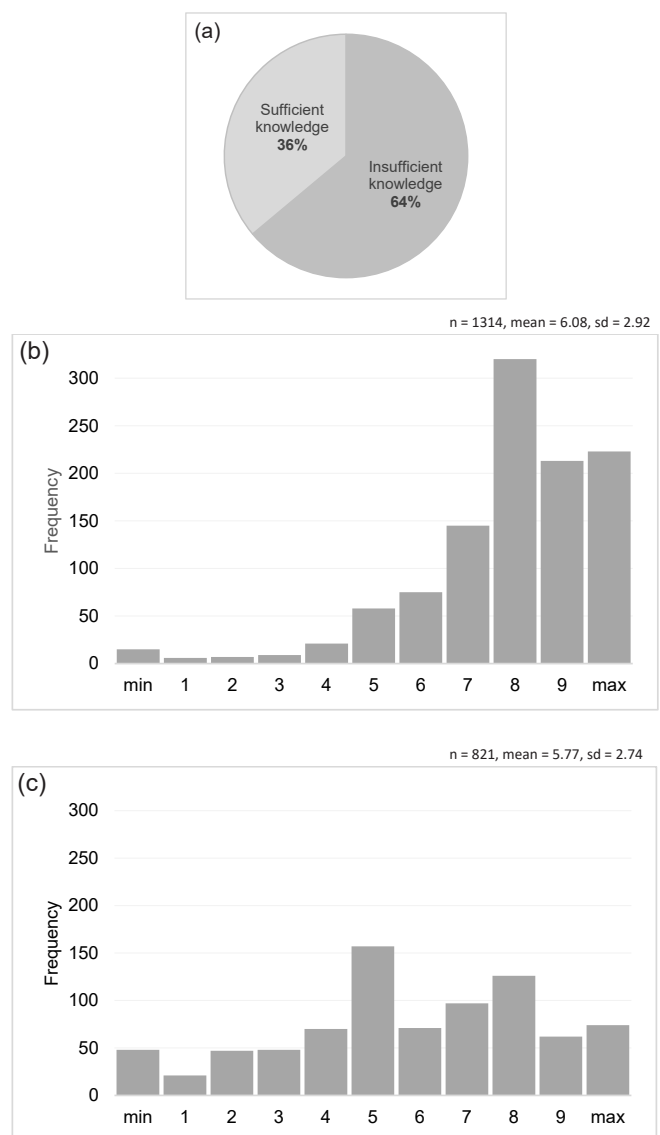 (a)
Sufficient
knowledge
36%
Insufficient
knowledge
64%
n = 1314, mean = 6.08, sd = 2.92
(b)
300
250
200
150
100
50
0
Frequency
min 1 2 3 4 5 6 7 8 9 max
n = 821, mean = 5.77, sd = 2.74
(c)
300
250
200
150
100
50
0
Frequency
min 1 2 3 4 5 6 7 8 9 max